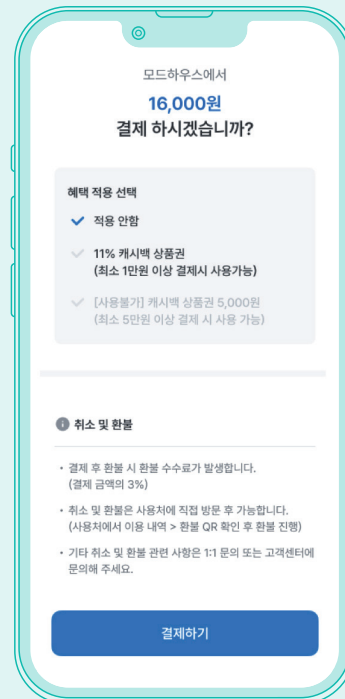 모드하우스에서
16,000원
결제 하시겠습니까?
혜택 적용 선택
적용 안함
11% 캐시백 상품권
(최소 1만원 이상 결제시 사용가능)
[사용불가] 캐시백 상품권 5,000원
(최소 5만원 이상 결제 시 사용 가능)
취소 및 환불
• 결제 후 환불 시 환불 수수료가 발생합니다.
(결제 금액의 3%)
• 취소 및 환불은 사용처에 직접 방문 후 가능합니다.
(사용처에서 이용 내역 > 환불 QR 확인 후 환불 진행)
• 기타 취소 및 환불 관련 사항은 1:1 문의 또는 고객센터에
문의해 주세요.
결제하기